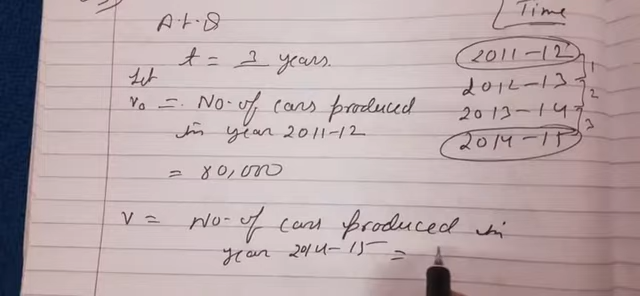 A.T.Q
t = 3 years.
Let
V₀ = No. of cars produced
in year 2011-12
= 80,000
V = No. of cars produced in
year 2014-15 =
Time
2011-12
2012-13
2013-14
2014-15
1
2
3